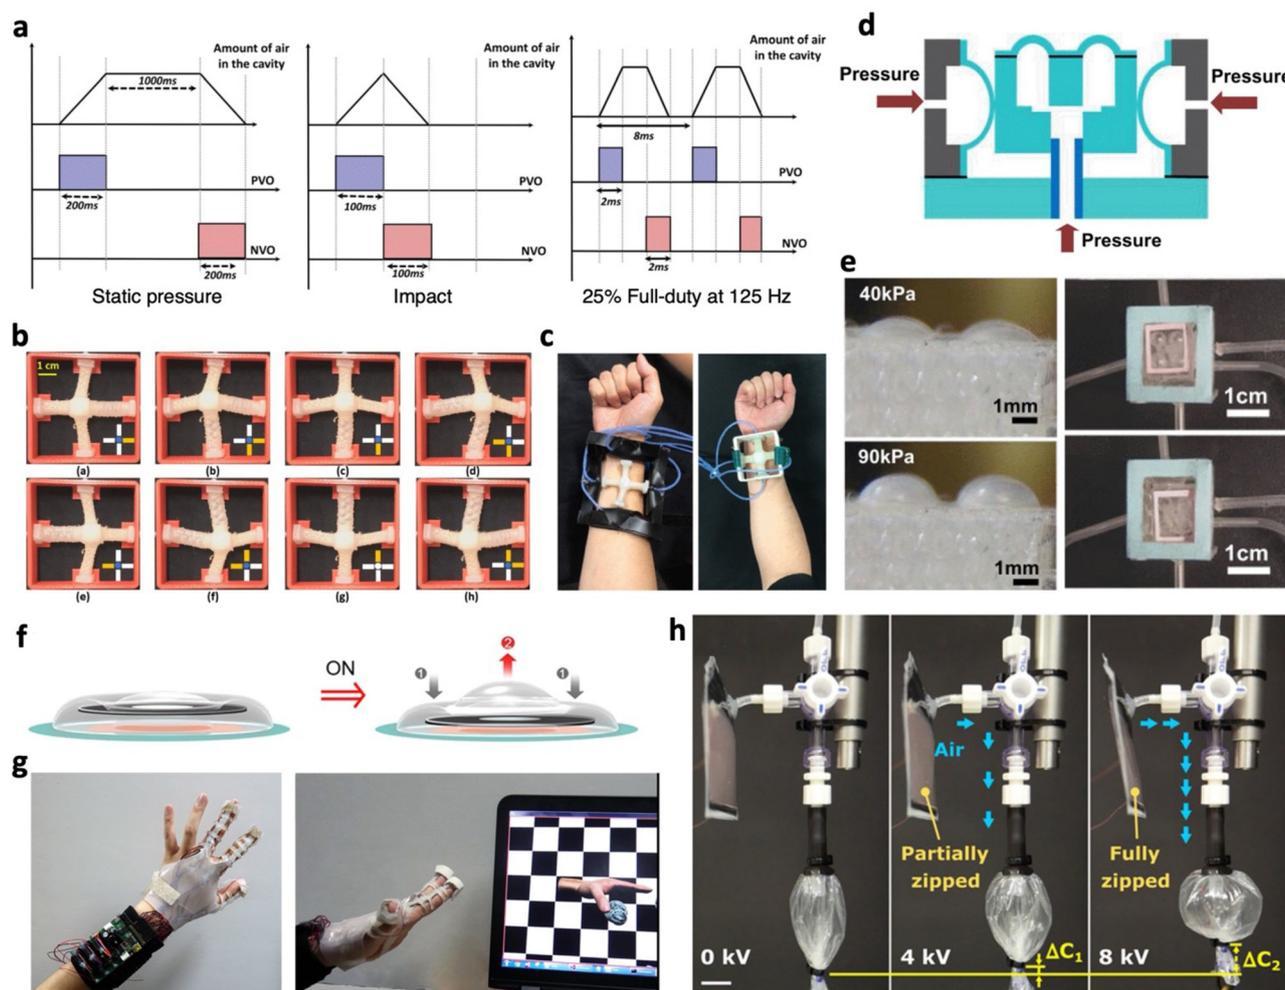 a
Amount of air
in the cavity
1000ms
PVO
200ms
NVO
200ms
Static pressure
Amount of air
in the cavity
PVO
100ms
NVO
100ms
Impact
Amount of air
in the cavity
8ms
PVO
2ms
NVO
2ms
25% Full-duty at 125 Hz
d
Pressure
Pressure
Pressure
b
1 cm
(a)
(b)
(c)
(d)
(e)
(f)
(g)
(h)
c
e
40kPa
1mm
1cm
90kPa
1mm
1cm
f
ON
1
2
1
g
h
Air
Partially
zipped
Fully
zipped
0 kV
4 kV
ΔC1
8 kV
ΔC2